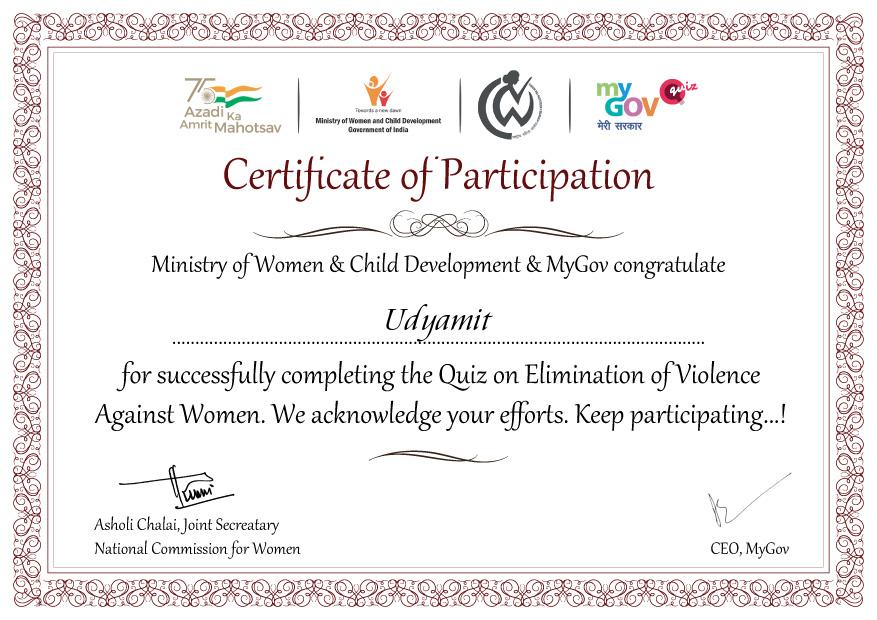 75
Azadi Ka
Amrit Mahotsav
Towards a new dawn
Ministry of Women and Child Development
Government of India
my
GOV
quiz
मेरी सरकार
Certificate of Participation
Ministry of Women & Child Development & MyGov congratulate
Udyamit
for successfully completing the Quiz on Elimination of Violence
Against Women. We acknowledge your efforts. Keep participating...!
Asholi Chalai, Joint Secreatary
National Commission for Women
CEO, MyGov